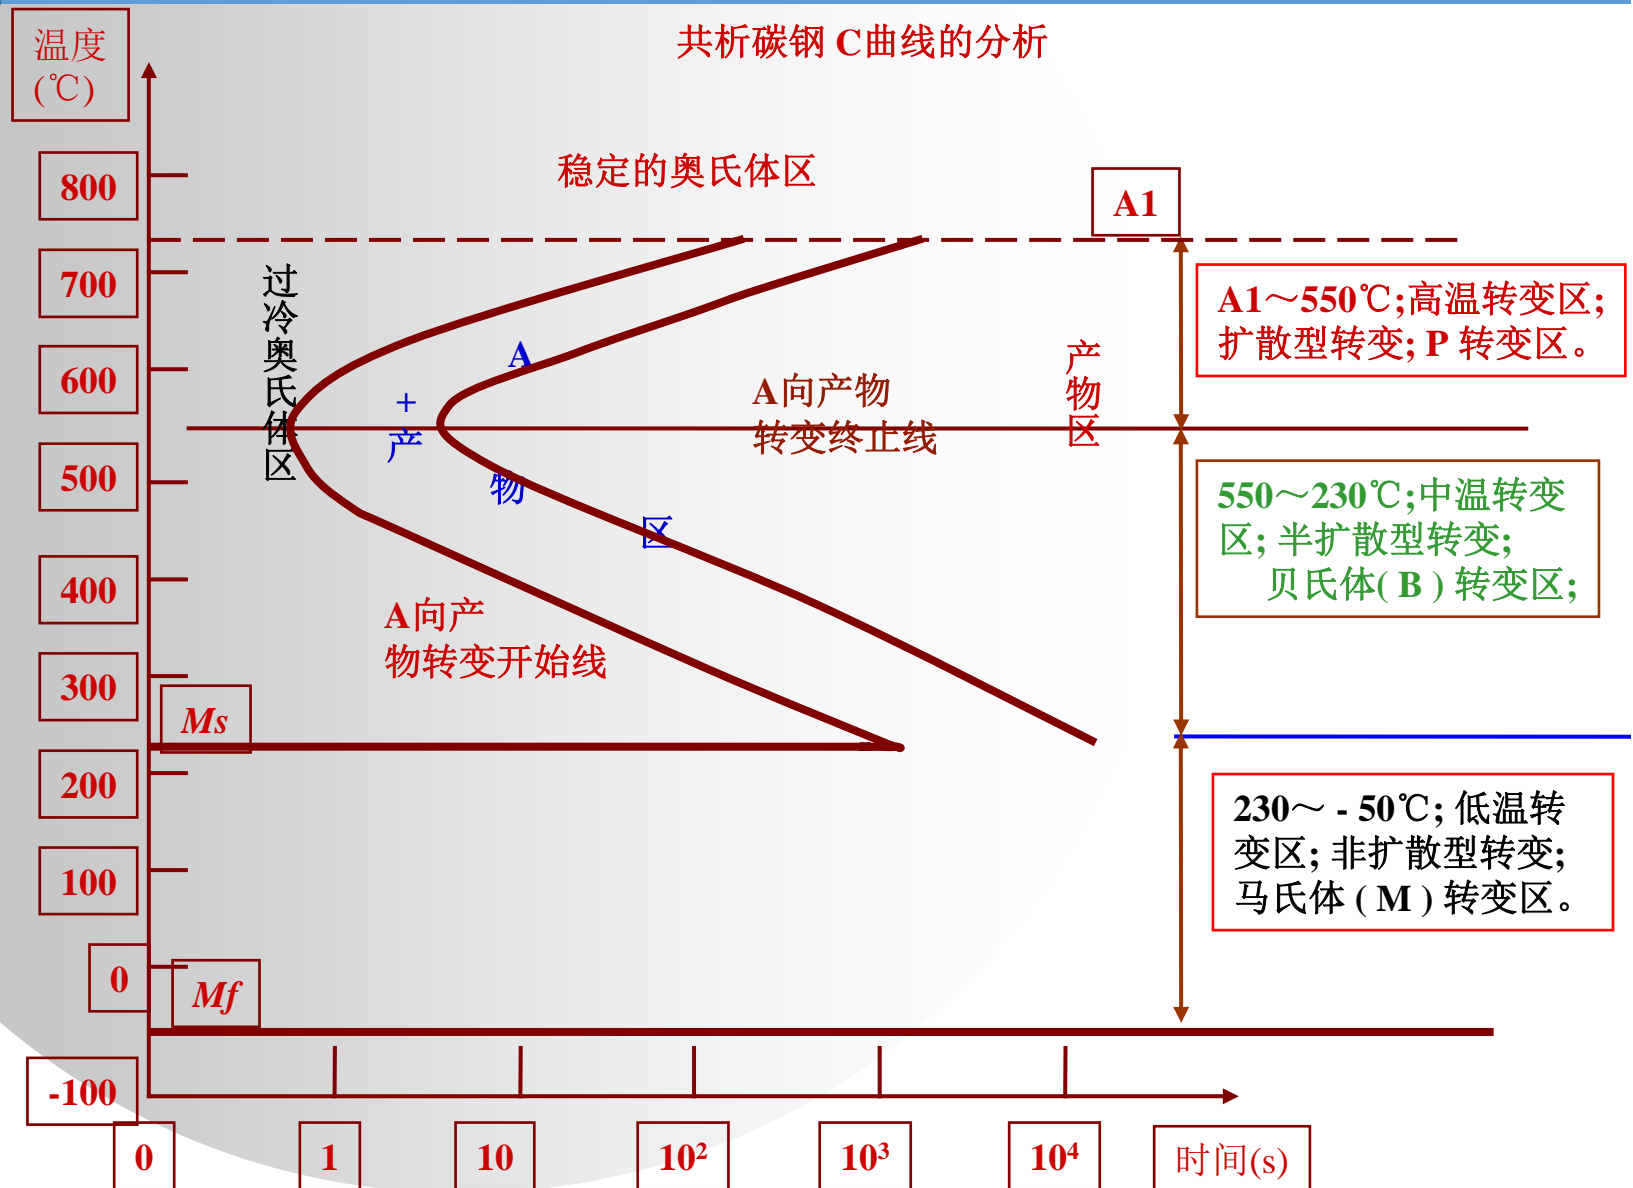 共析碳钢 C曲线的分析
温度
(℃)
稳定的奥氏体区
800
A1
700
过冷奥氏体区
A1～550℃;高温转变区;
扩散型转变; P 转变区。
600
A
+
产
物
区
A向产物
转变终止线
产物区
500
550～230℃;中温转变
区; 半扩散型转变;
贝氏体( B ) 转变区;
400
A向产
物转变开始线
300
Ms
200
230～ - 50℃; 低温转
变区; 非扩散型转变;
马氏体 ( M ) 转变区。
100
0
Mf
-100
0
1
10
10²
10³
10⁴
时间(s)